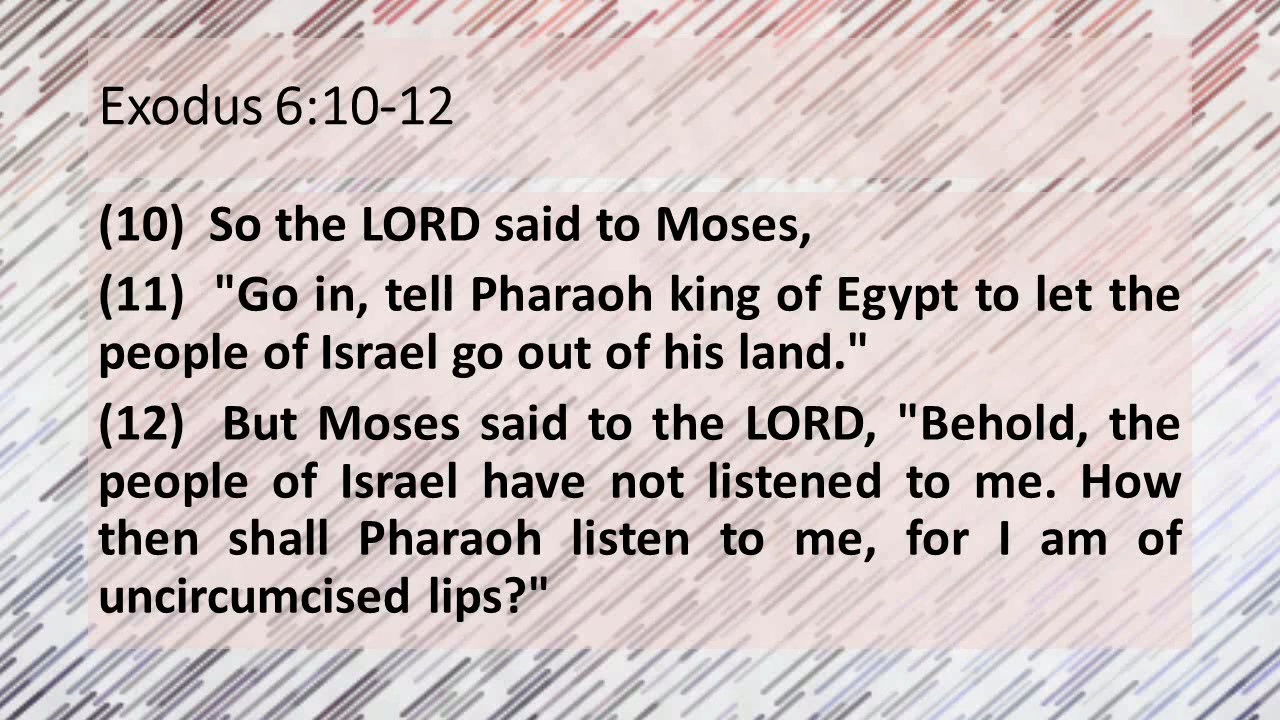 Exodus 6:10-12
(10)  So the LORD said to Moses,
(11)  "Go in, tell Pharaoh king of Egypt to let the
people of Israel go out of his land."
(12)  But Moses said to the LORD, "Behold, the
people of Israel have not listened to me. How
then shall Pharaoh listen to me, for I am of
uncircumcised lips?"